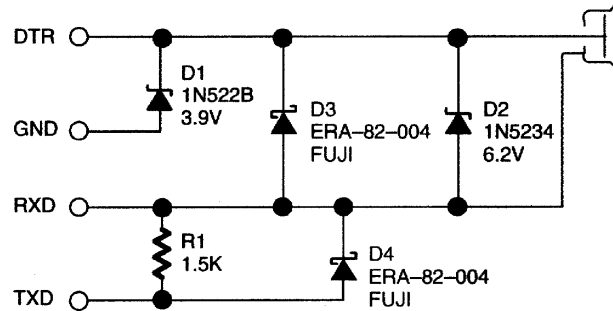 DTR
D1
1N522B
3.9V
GND
D3
ERA-82-004
FUJI
D2
1N5234
6.2V
RXD
R1
1.5K
D4
ERA-82-004
FUJI
TXD